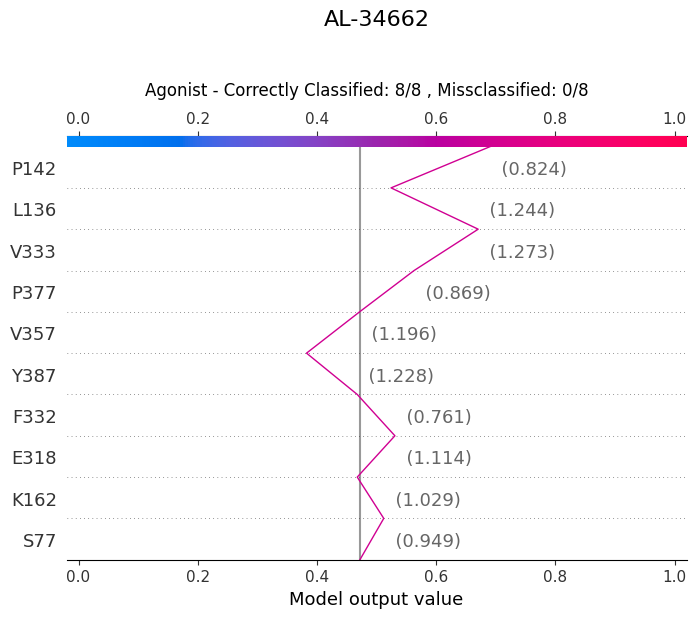 AL-34662
Agonist - Correctly Classified: 8/8 , Missclassified: 0/8
0.0 0.2 0.4 0.6 0.8 1.0
P142 (0.824)
L136 (1.244)
V333 (1.273)
P377 (0.869)
V357 (1.196)
Y387 (1.228)
F332 (0.761)
E318 (1.114)
K162 (1.029)
S77 (0.949)
0.0 0.2 0.4 0.6 0.8 1.0
Model output value